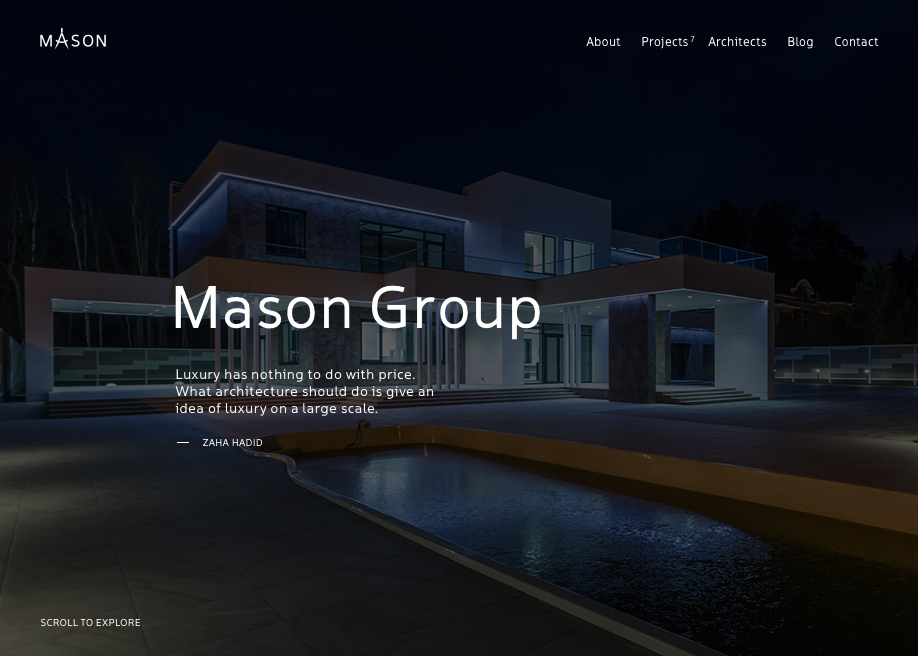 MASON
About Projects 7 Architects Blog Contact
Mason Group
Luxury has nothing to do with price.
What architecture should do is give an
idea of luxury on a large scale.
— ZAHA HADID
SCROLL TO EXPLORE